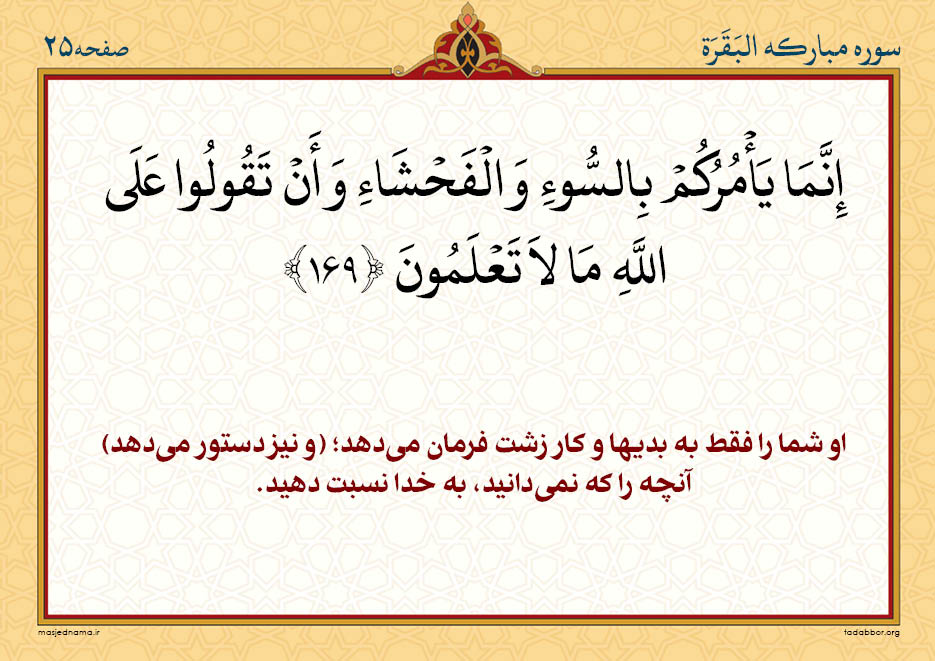 سوره مبارکه البَقَرَة
صفحه۲۵
إِنَّمَا يَأْمُرُكُمْ بِالسُّوءِ وَالْفَحْشَاءِ وَأَنْ تَقُولُوا عَلَى
اللَّهِ مَا لاَ تَعْلَمُونَ ﴿۱۶۹﴾
او شما را فقط به بدیها و کار زشت فرمان می‌دهد؛ (و نیز دستور می‌دهد)
آنچه را که نمی‌دانید، به خدا نسبت دهید.
masjednama.ir
tadabbor.org